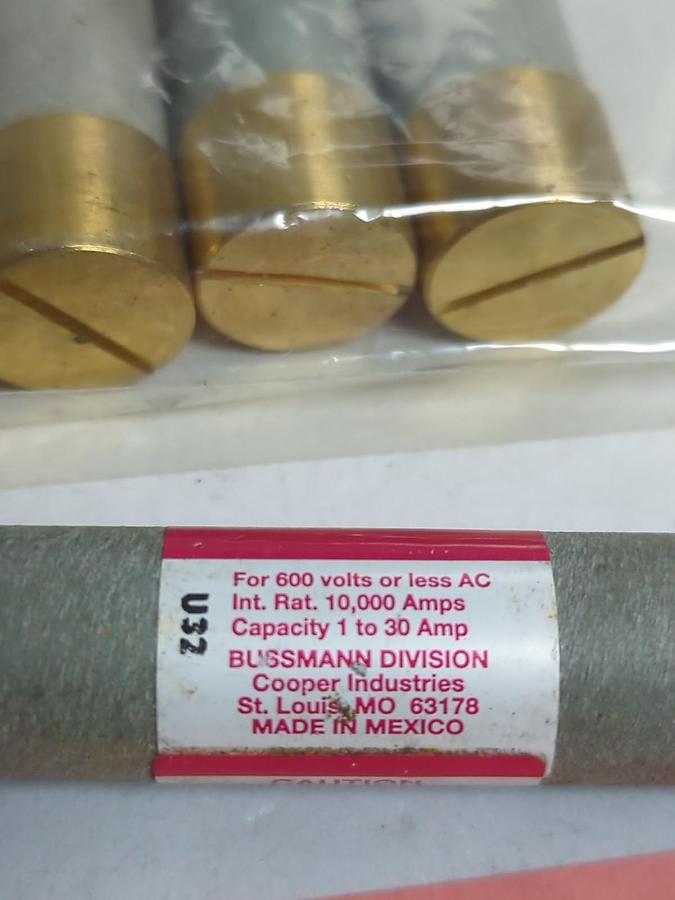 For 600 volts or less AC
Int. Rat. 10,000 Amps
Capacity 1 to 30 Amp
BUSSMANN DIVISION
Cooper Industries
St. Louis, MO 63178
MADE IN MEXICO
U32
CAUTION